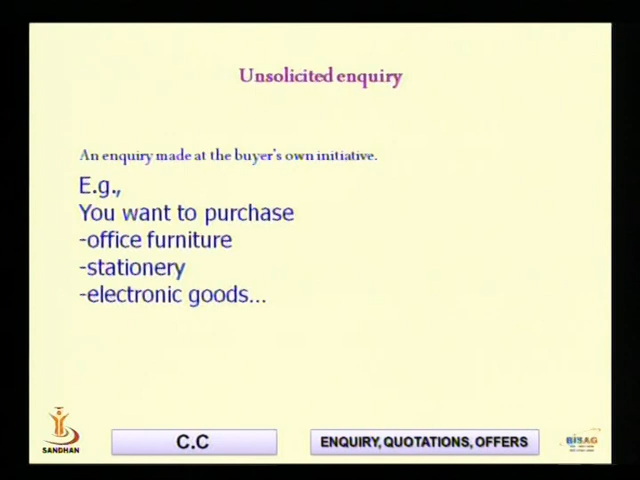 Unsolicited enquiry
An enquiry made at the buyer's own initiative.
E.g.,
You want to purchase
-office furniture
-stationery
-electronic goods...
SANDHAN
C.C
ENQUIRY, QUOTATIONS, OFFERS
BISAG